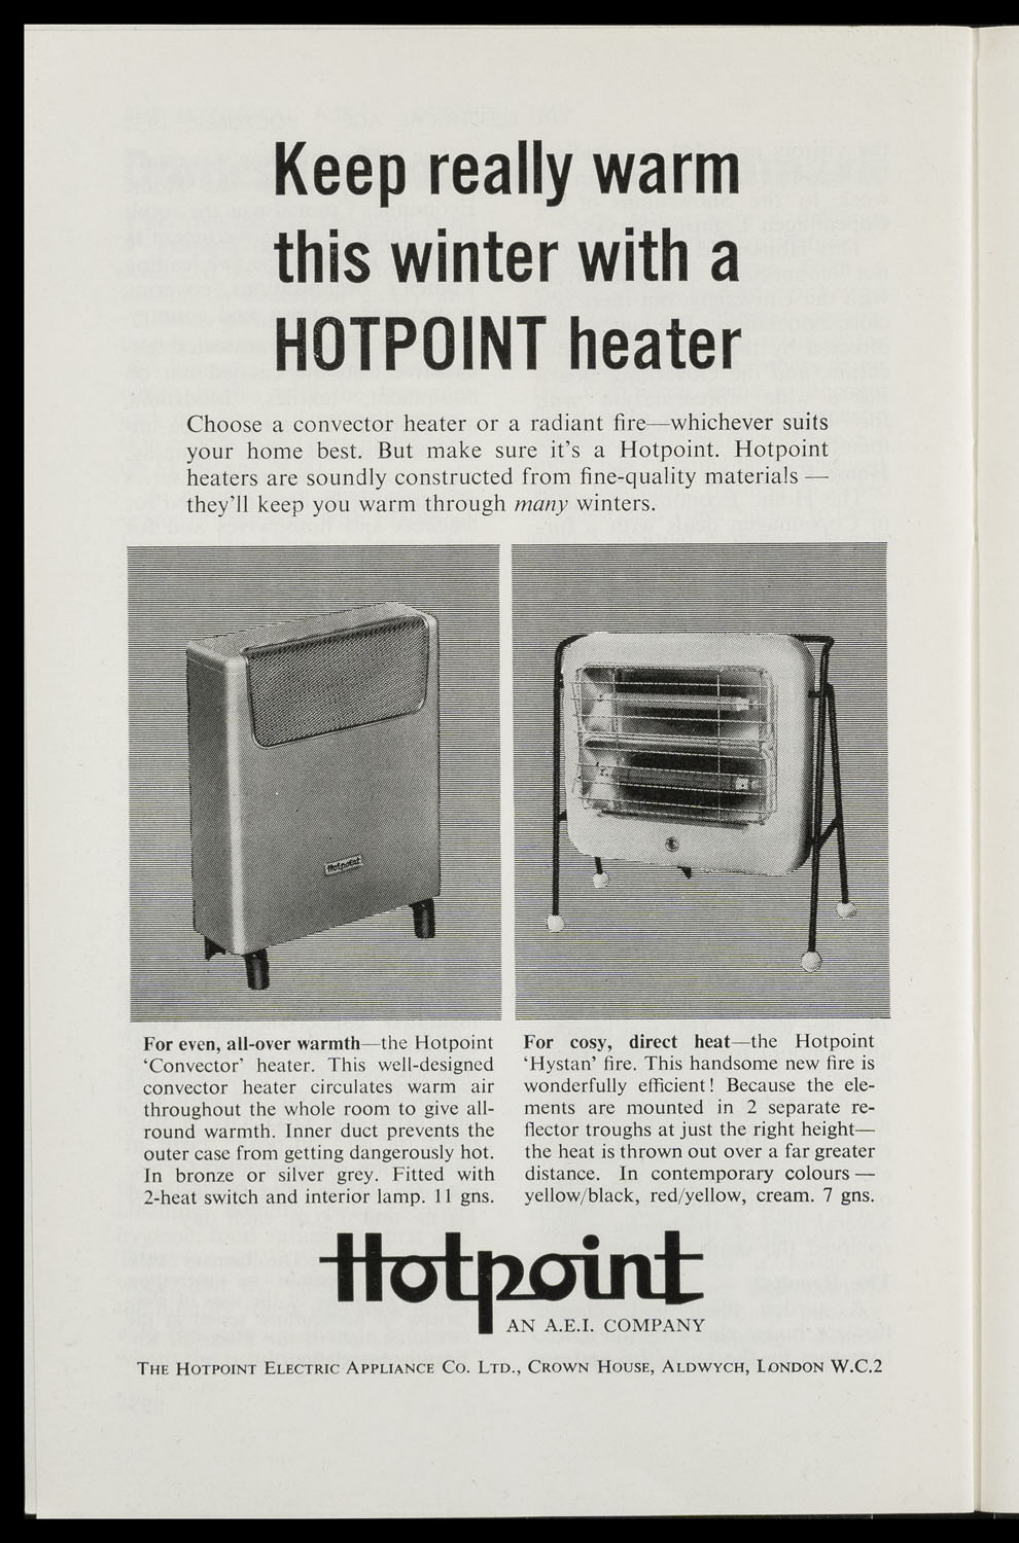 Keep really warm
this winter with a
HOTPOINT heater
Choose a convector heater or a radiant fire—whichever suits
your home best. But make sure it's a Hotpoint. Hotpoint
heaters are soundly constructed from fine-quality materials —
they'll keep you warm through many winters.
Hotpoint
For even, all-over warmth—the Hotpoint
‘Convector’ heater. This well-designed
convector heater circulates warm air
throughout the whole room to give all-
round warmth. Inner duct prevents the
outer case from getting dangerously hot.
In bronze or silver grey. Fitted with
2-heat switch and interior lamp. 11 gns.
For cosy, direct heat—the Hotpoint
‘Hystan’ fire. This handsome new fire is
wonderfully efficient! Because the ele-
ments are mounted in 2 separate re-
flector troughs at just the right height—
the heat is thrown out over a far greater
distance. In contemporary colours —
yellow/black, red/yellow, cream. 7 gns.
Hotpoint
AN A.E.I. COMPANY
THE HOTPOINT ELECTRIC APPLIANCE CO. LTD., CROWN HOUSE, ALDWYCH, LONDON W.C.2